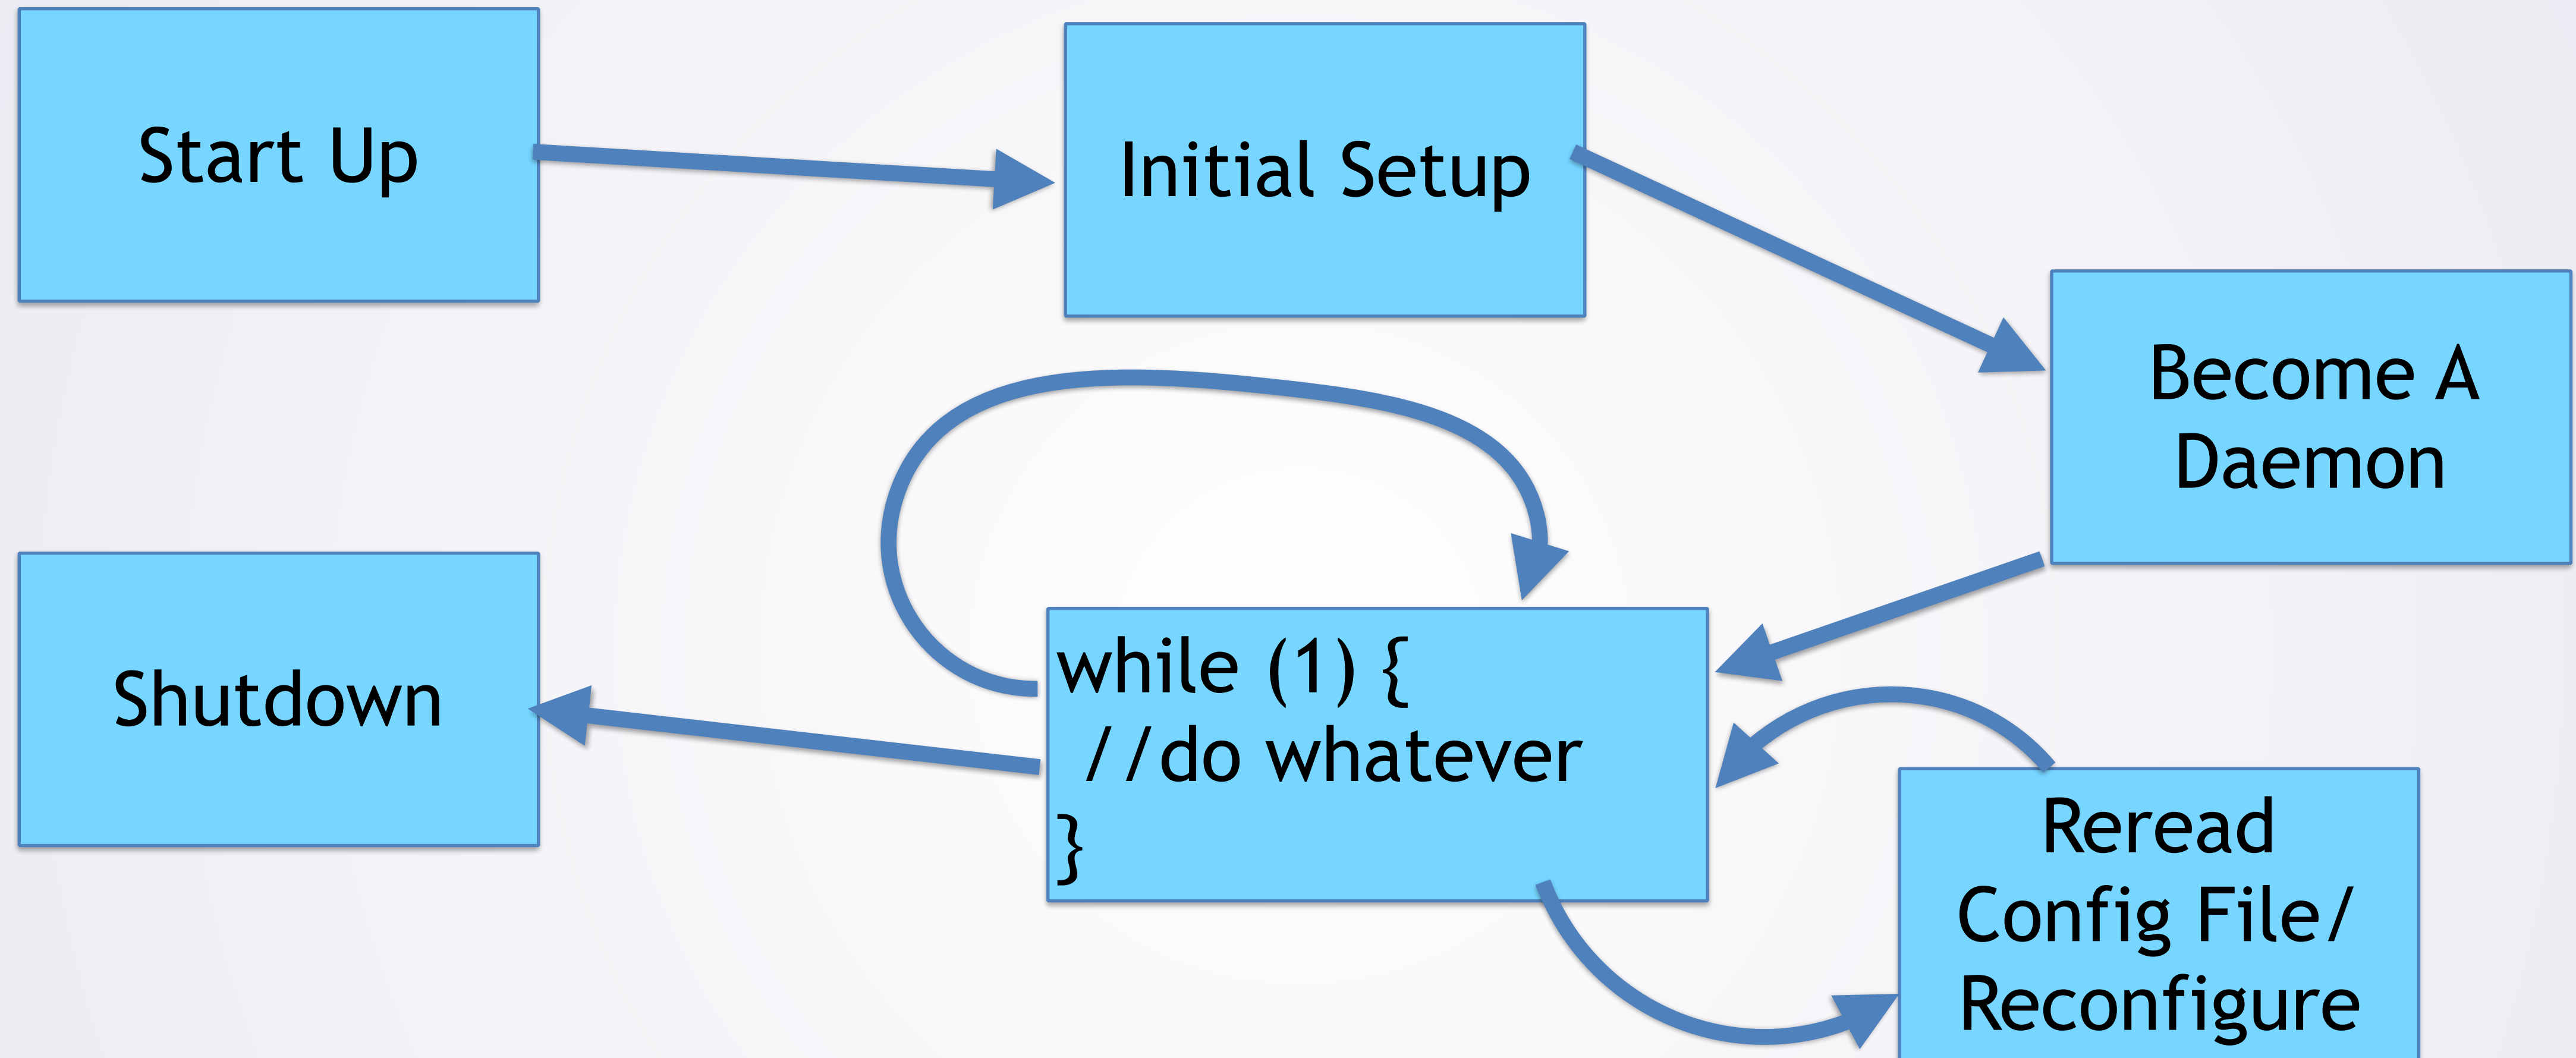 Start Up
Initial Setup
Become A
Daemon
Shutdown
while (1) {
//do whatever
}
Reread
Config File/
Reconfigure